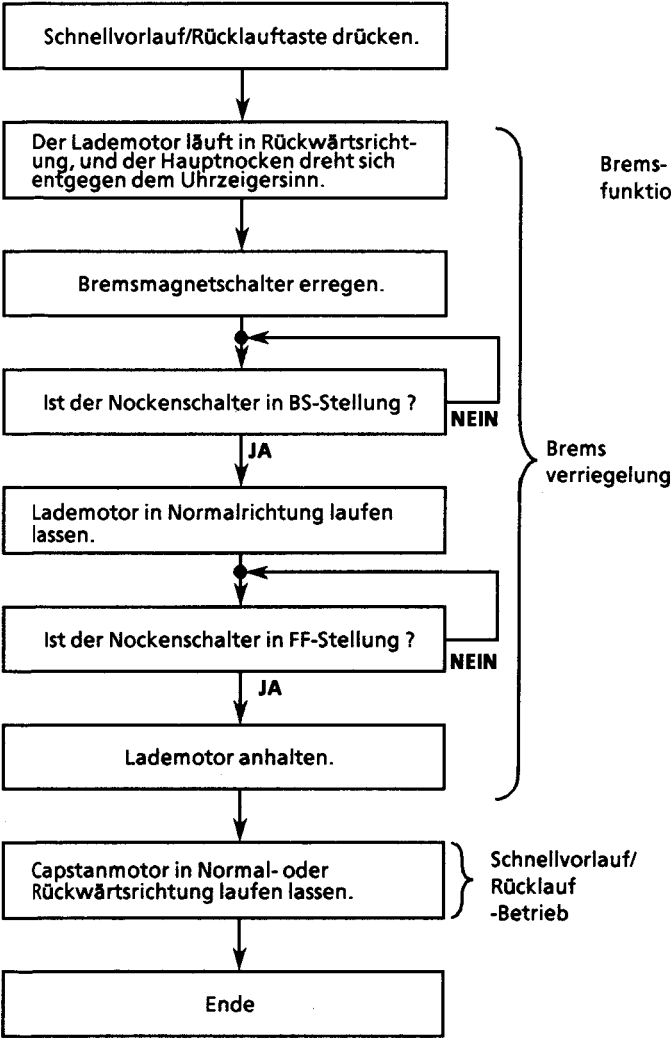 Schnellvorlauf/Rücklauftaste drücken.
Der Lademotor läuft in Rückwärtsricht-
ung, und der Hauptnocken dreht sich
entgegen dem Uhrzeigersinn.
Brems-
funktio
Bremsmagnetschalter erregen.
Ist der Nockenschalter in BS-Stellung ?
NEIN
JA
Brems
verriegelung
Lademotor in Normalrichtung laufen
lassen.
Ist der Nockenschalter in FF-Stellung ?
NEIN
JA
Lademotor anhalten.
Capstanmotor in Normal- oder
Rückwärtsrichtung laufen lassen.
Schnellvorlauf/
Rücklauf
-Betrieb
Ende